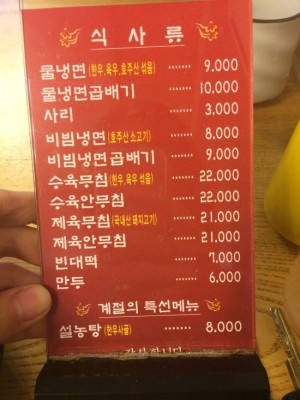 식사류
물냉면(한우,육우,호주산 섞음) ······· 9.000
물냉면곱배기 ······· 10.000
사리 ······· 3.000
비빔냉면(호주산소고기) ······· 8.000
비빔냉면곱배기 ······· 9.000
수육무침(한우, 육우 섞음) ······ 22.000
수육안무침 ······ 22.000
제육무침(국내산 돼지고기) ······ 21.000
제육안무침 ······ 21.000
빈대떡 ······ 7.000
만두 ······ 6.000
계절의 특선메뉴
설농탕(한우사골) ······ 8.000
감사합니다